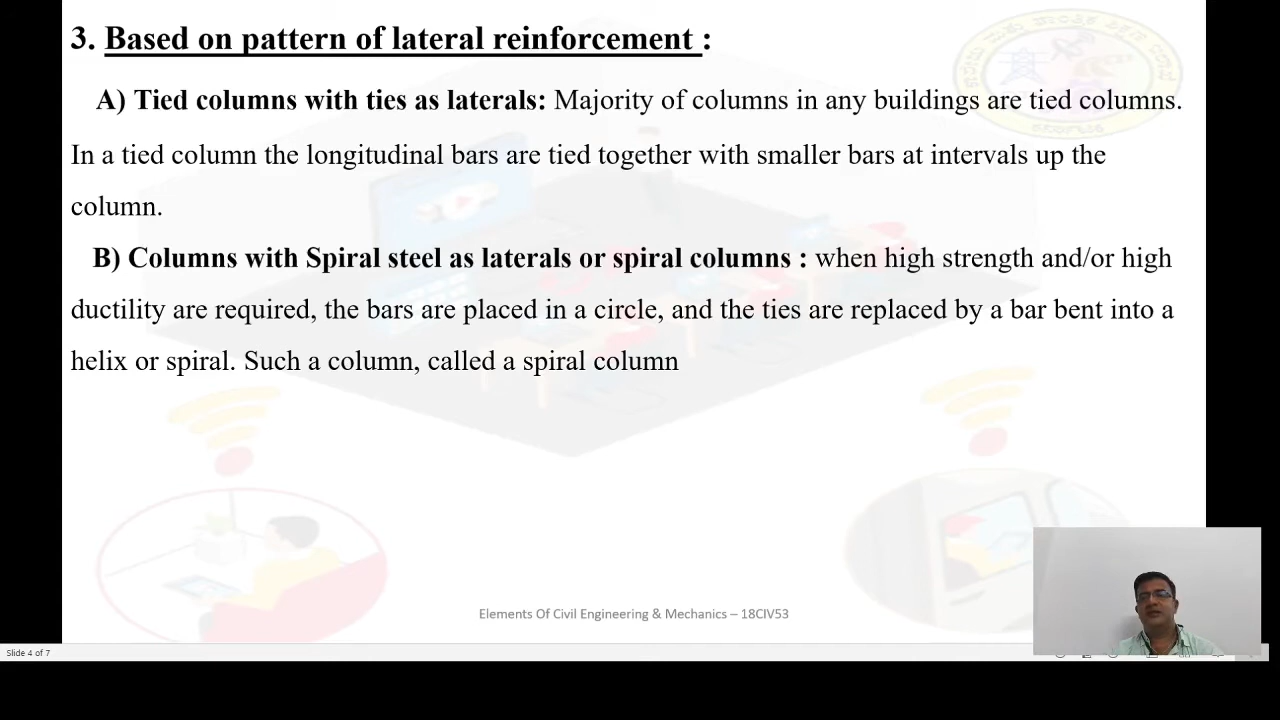 3. Based on pattern of lateral reinforcement :
A) Tied columns with ties as laterals: Majority of columns in any buildings are tied columns.
In a tied column the longitudinal bars are tied together with smaller bars at intervals up the
column.
B) Columns with Spiral steel as laterals or spiral columns : when high strength and/or high
ductility are required, the bars are placed in a circle, and the ties are replaced by a bar bent into a
helix or spiral. Such a column, called a spiral column
Elements Of Civil Engineering & Mechanics – 18CIV53
Slide 4 of 7